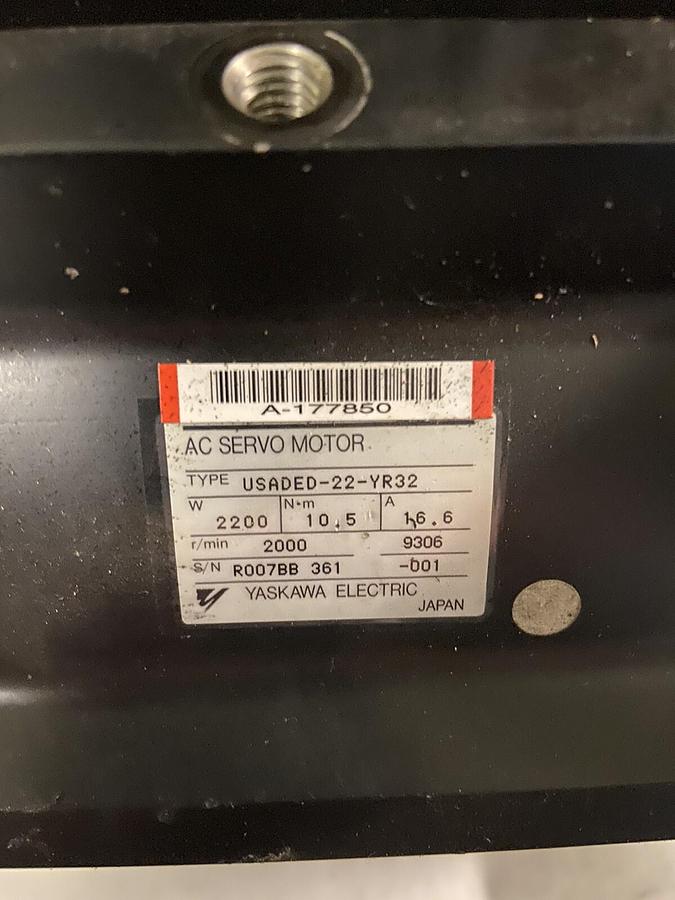 A-177850
AC SERVO MOTOR
TYPE USADED-22-YR32
W 2200 N·m 10.5 A 16.6
r/min 2000 9306
S/N R007BB 361 -001
YASKAWA ELECTRIC
JAPAN